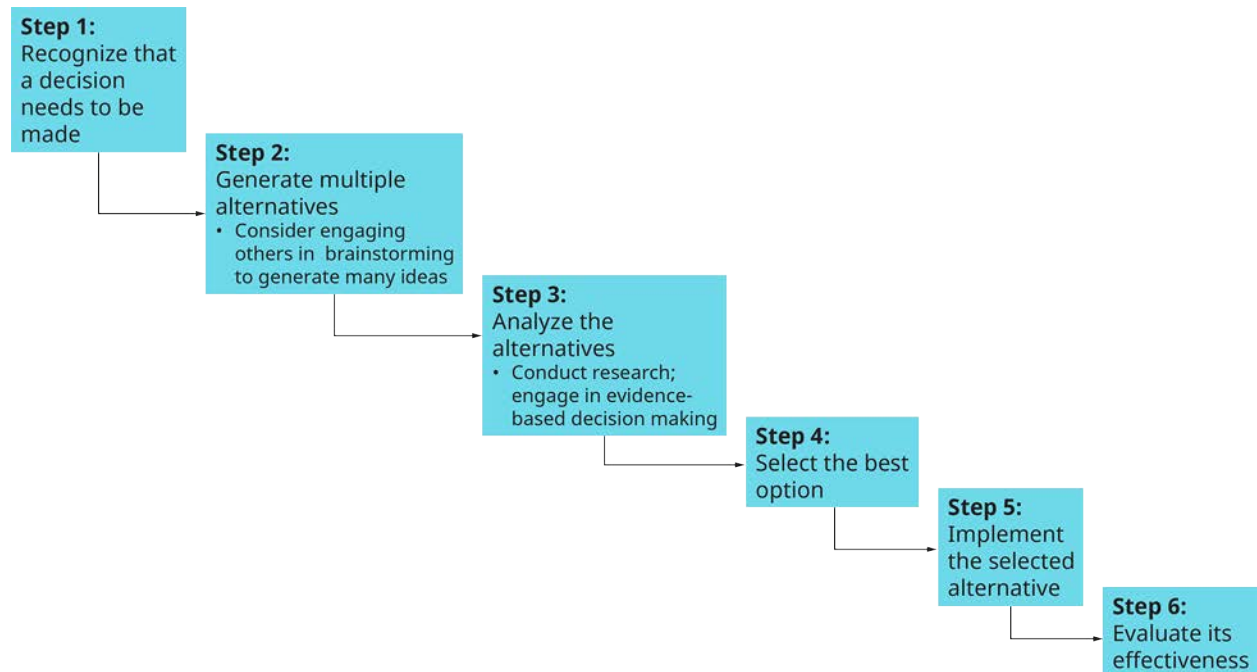 Step 1:
Recognize that
a decision
needs to be
made
Step 2:
Generate multiple
alternatives
• Consider engaging
others in brainstorming
to generate many ideas
Step 3:
Analyze the
alternatives
• Conduct research;
engage in evidence-
based decision making
Step 4:
Select the best
option
Step 5:
Implement
the selected
alternative
Step 6:
Evaluate its
effectiveness